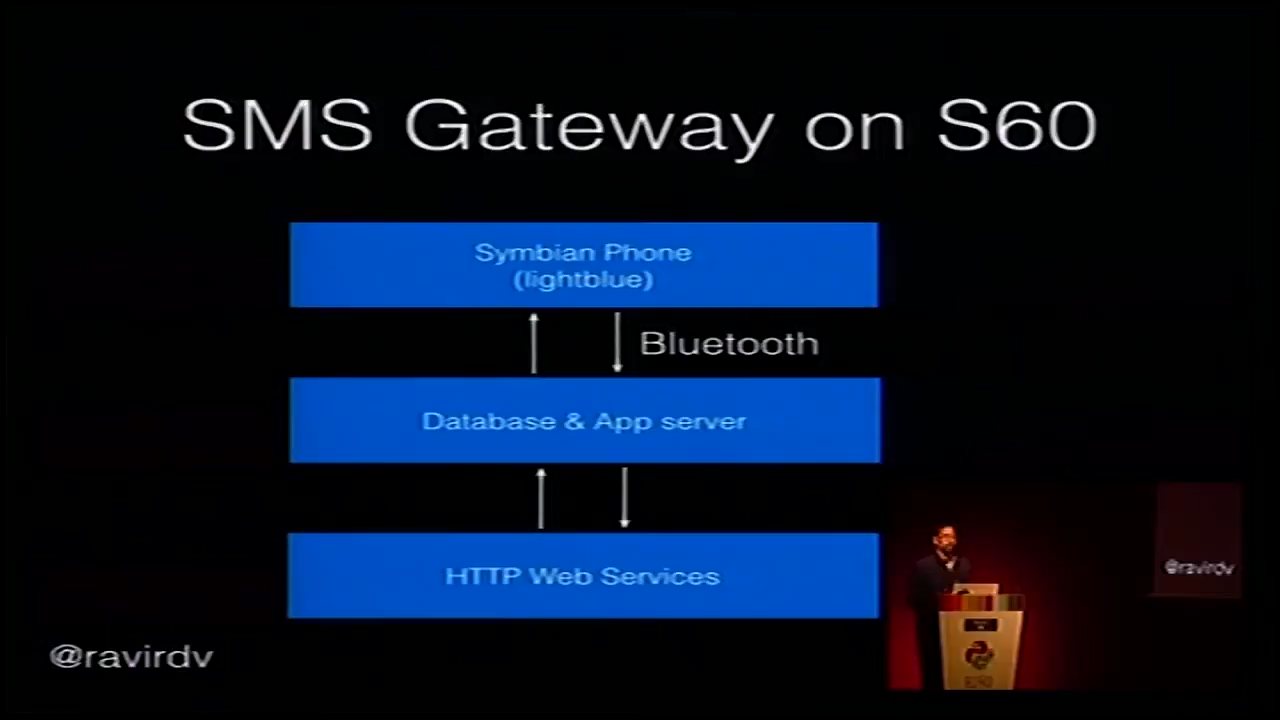 SMS Gateway on S60
Symbian Phone
(lightblue)
Bluetooth
Database & App server
HTTP Web Services
@ravirdv
@ravirdv